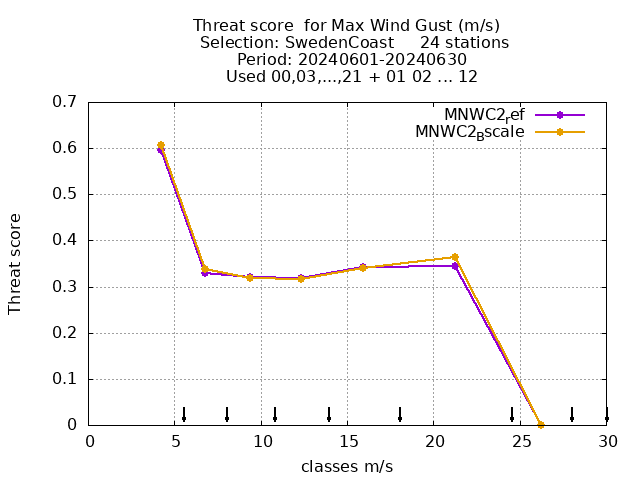 Threat score  for Max Wind Gust (m/s)
Selection: SwedenCoast     24 stations
Period: 20240601-20240630
Used 00,03,...,21 + 01 02 ... 12
MNWC2ref
MNWC2Bscale
0.7
0.6
0.5
0.4
0.3
0.2
0.1
0
Threat score
0 5 10 15 20 25 30
classes m/s